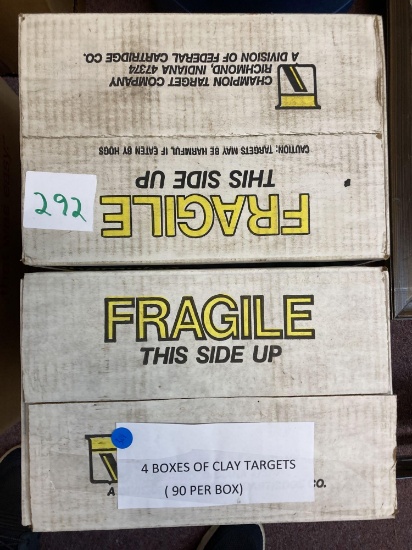 CHAMPION TARGET COMPANY
RICHMOND, INDIANA 47374
A DIVISION OF FEDERAL CARTRIDGE CO.
CAUTION: TARGETS MAY BE HARMFUL IF EATEN BY HOGS
THIS SIDE UP
FRAGILE
292
FRAGILE
THIS SIDE UP
4 BOXES OF CLAY TARGETS
( 90 PER BOX)
A
CO.